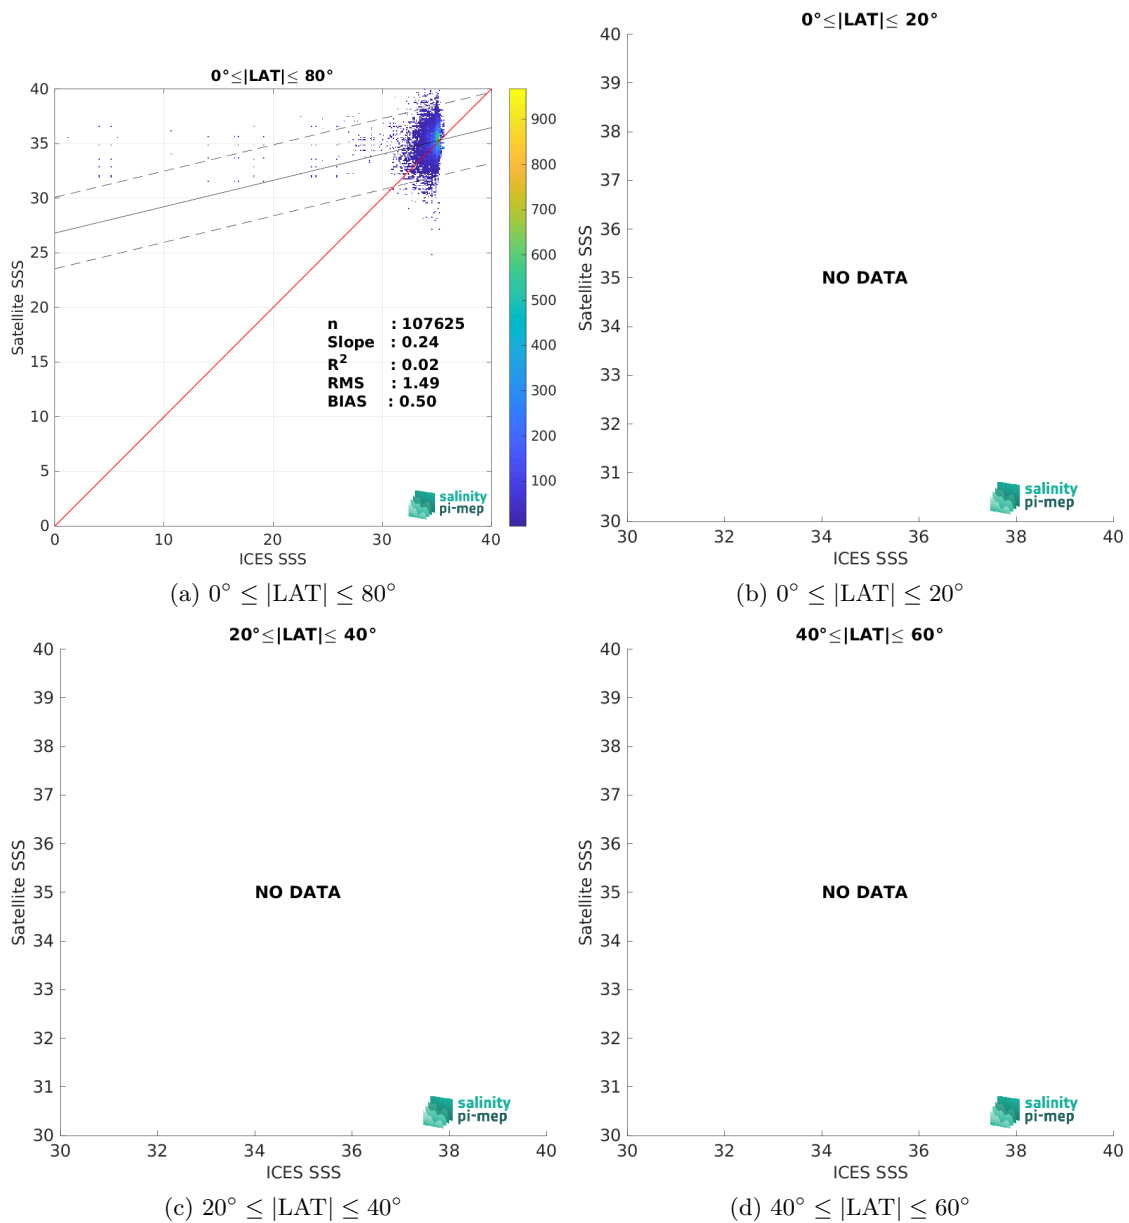 0°≤|LAT|≤ 80°
40
35
30
25
20
15
10
5
0
Satellite SSS
0
10
20
30
40
ICES SSS
900
800
700
600
500
400
300
200
100
n : 107625
Slope : 0.24
R² : 0.02
RMS : 1.49
BIAS : 0.50
salinity
pi-mep
(a) 0° ≤ |LAT| ≤ 80°
0°≤|LAT|≤ 20°
40
39
38
37
36
35
34
33
32
31
30
Satellite SSS
NO DATA
salinity
pi-mep
30
32
34
36
38
40
ICES SSS
(b) 0° ≤ |LAT| ≤ 20°
20°≤|LAT|≤ 40°
40
39
38
37
36
35
34
33
32
31
30
Satellite SSS
NO DATA
salinity
pi-mep
30
32
34
36
38
40
ICES SSS
(c) 20° ≤ |LAT| ≤ 40°
40°≤|LAT|≤ 60°
40
39
38
37
36
35
34
33
32
31
30
Satellite SSS
NO DATA
salinity
pi-mep
30
32
34
36
38
40
ICES SSS
(d) 40° ≤ |LAT| ≤ 60°